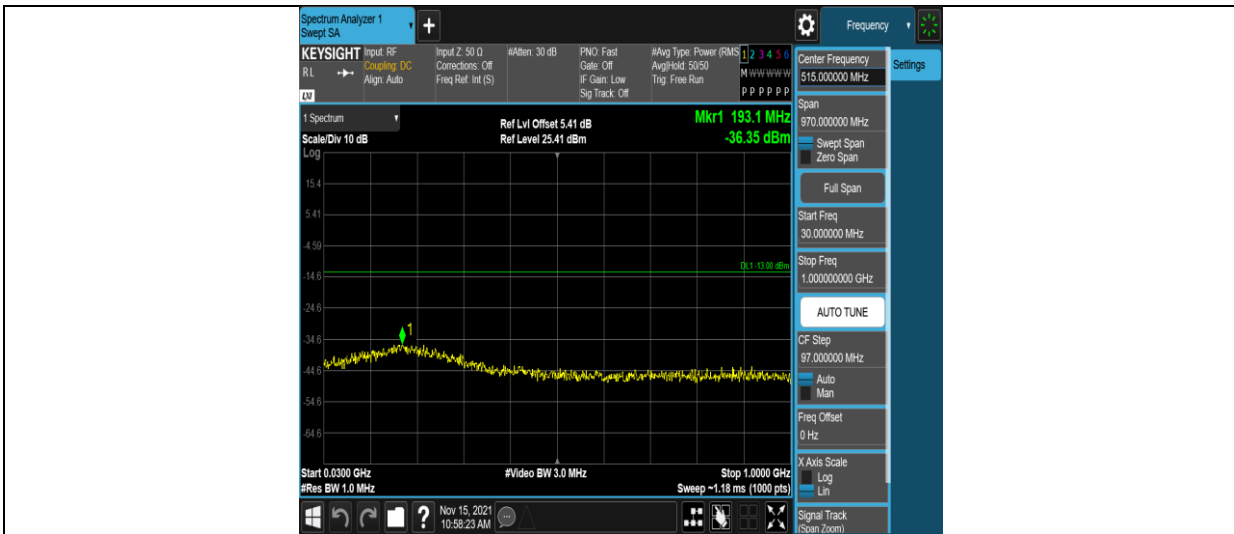 Spectrum Analyzer 1
Swept SA
+
Frequency
KEYSIGHT
RL
LXI
Input: RF
Coupling: DC
Align: Auto
Input Z: 50 Ω
Corrections: Off
Freq Ref: Int (S)
#Atten: 30 dB
PNO: Fast
Gate: Off
IF Gain: Low
Sig Track: Off
#Avg Type: Power (RMS
Avg|Hold: 50/50
Trig: Free Run
1 2 3 4 5 6
M W W W W W
P P P P P P
Center Frequency
515.000000 MHz
Settings
1 Spectrum
Scale/Div 10 dB
Log
Ref Lvl Offset 5.41 dB
Ref Level 25.41 dBm
Mkr1 193.1 MHz
-36.35 dBm
15.4
5.41
-4.59
-14.6
-24.6
-34.6
-44.6
-54.6
-64.6
DL1 -13.00 dBm
1
Start 0.0300 GHz
#Res BW 1.0 MHz
#Video BW 3.0 MHz
Stop 1.0000 GHz
Sweep ~1.18 ms (1000 pts)
Span
970.000000 MHz
Swept Span
Zero Span
Full Span
Start Freq
30.000000 MHz
Stop Freq
1.000000000 GHz
AUTO TUNE
CF Step
97.000000 MHz
Auto
Man
Freq Offset
0 Hz
X Axis Scale
Log
Lin
Signal Track
(Span Zoom)
?
Nov 15, 2021
10:58:23 AM